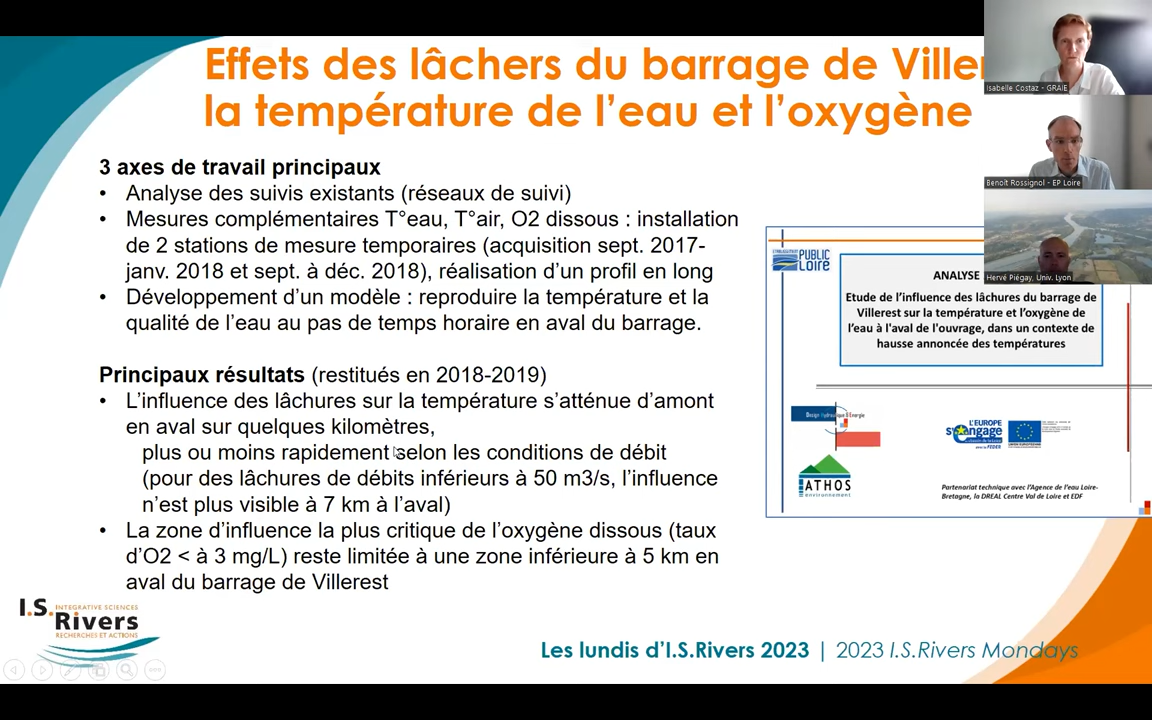 Effets des lâchers du barrage de Viller
la température de l'eau et l'oxygène
Isabelle Costaz - GRAIE
Benoit Rossignol - EP Loire
Hervé Piégay, Univ. Lyon
3 axes de travail principaux
• Analyse des suivis existants (réseaux de suivi)
• Mesures complémentaires T°eau, T°air, O2 dissous : installation
de 2 stations de mesure temporaires (acquisition sept. 2017-
janv. 2018 et sept. à déc. 2018), réalisation d'un profil en long
• Développement d'un modèle : reproduire la température et la
qualité de l'eau au pas de temps horaire en aval du barrage.
Principaux résultats (restitués en 2018-2019)
• L'influence des lâchures sur la température s'atténue d'amont
en aval sur quelques kilomètres,
plus ou moins rapidement selon les conditions de débit
(pour des lâchures de débits inférieurs à 50 m3/s, l'influence
n'est plus visible à 7 km à l'aval)
• La zone d'influence la plus critique de l'oxygène dissous (taux
d'O2 < à 3 mg/L) reste limitée à une zone inférieure à 5 km en
aval du barrage de Villerest
ETABLISSEMENT
PUBLIC
LOIRE
ANALYSE
Etude de l'influence des lâchures du barrage de
Villerest sur la température et l'oxygène de
l'eau à l'aval de l'ouvrage, dans un contexte de
hausse annoncée des températures
Design Hydraulique & Energie
ATHOS
environnement
L'EUROPE
s'engage
avec le FEDER
Partenariat technique avec l'Agence de l'eau Loire-
Bretagne, la DREAL Centre Val de Loire et EDF
I.S. INTEGRATIVE SCIENCES
Rivers
RECHERCHES ET ACTIONS
Les lundis d'I.S.Rivers 2023 | 2023 I.S.Rivers Mondays